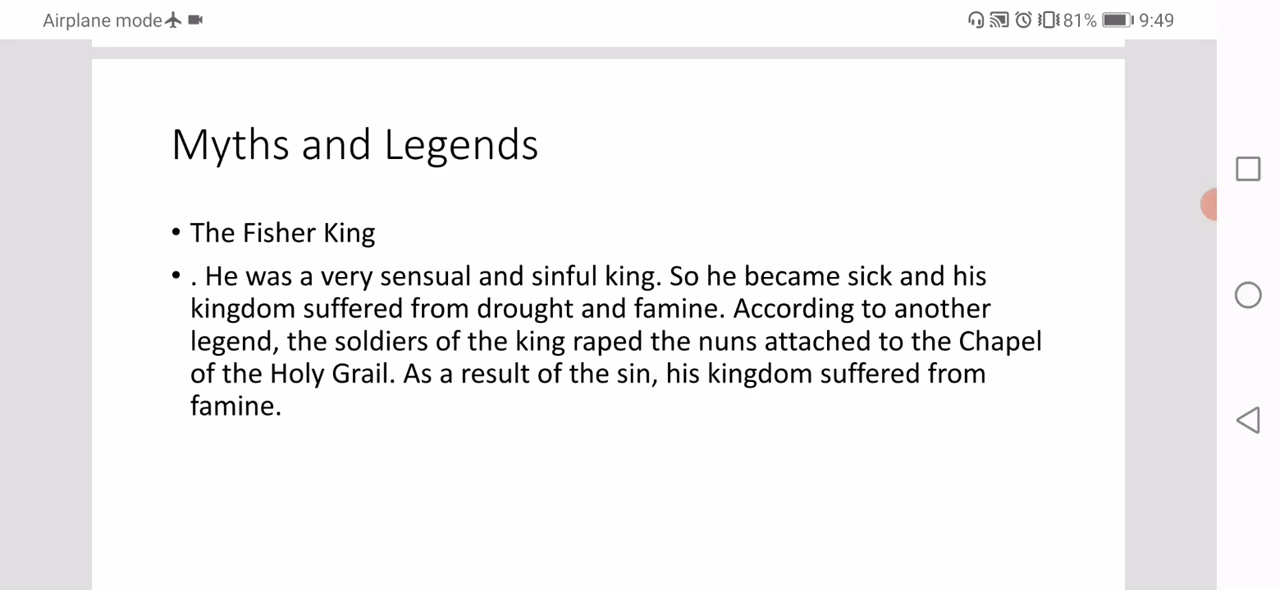 Airplane mode 81% 9:49
Myths and Legends
• The Fisher King
• . He was a very sensual and sinful king. So he became sick and his
kingdom suffered from drought and famine. According to another
legend, the soldiers of the king raped the nuns attached to the Chapel
of the Holy Grail. As a result of the sin, his kingdom suffered from
famine.